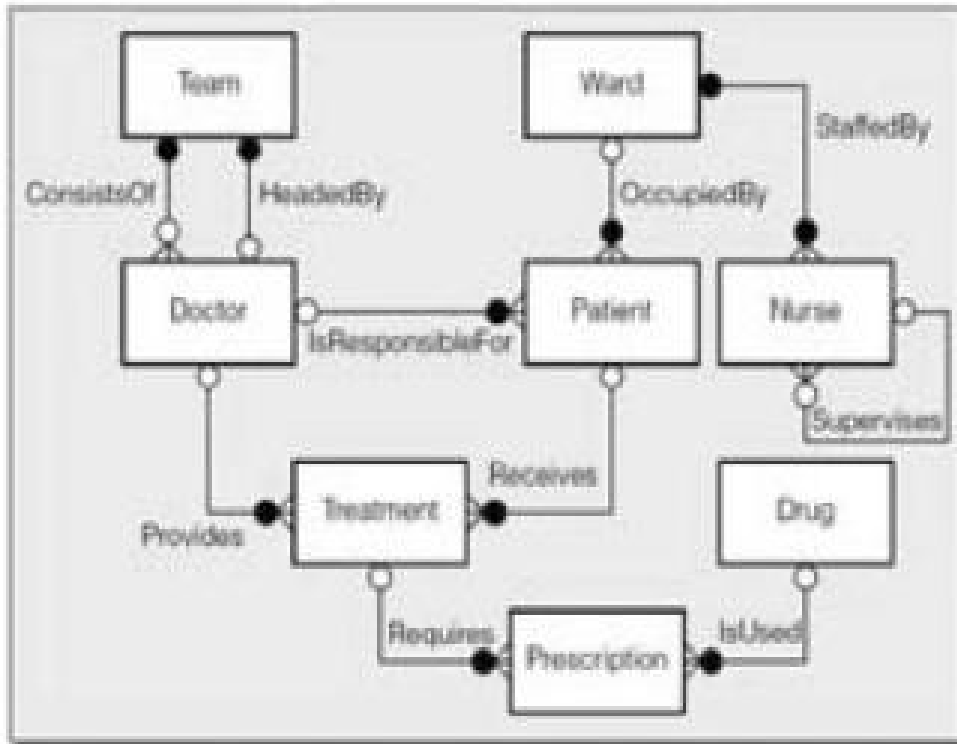 Team
Ward
StaffedBy
ConsistsOf
HeadedBy
OccupiedBy
Doctor
Patient
Nurse
IsResponsibleFor
Supervises
Receives
Treatment
Drug
Provides
Requires
IsUsed
Prescription